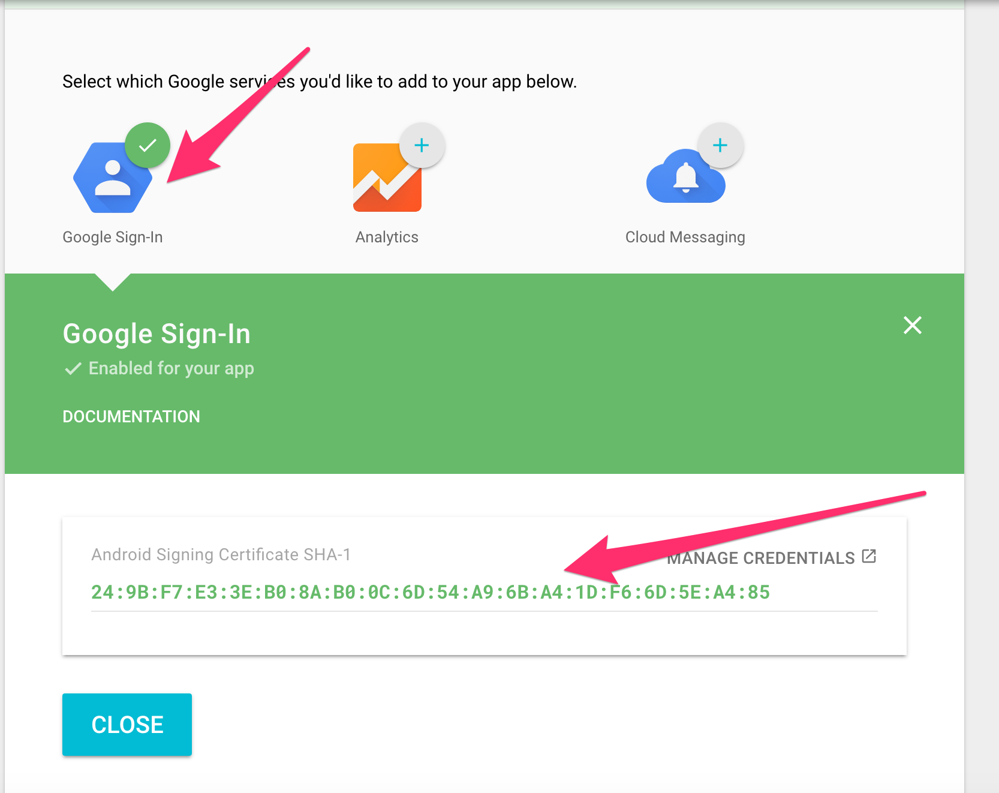 Select which Google services you'd like to add to your app below.
Google Sign-In
Analytics
Cloud Messaging
Google Sign-In
Enabled for your app
DOCUMENTATION
Android Signing Certificate SHA-1
MANAGE CREDENTIALS
24:9B:F7:E3:3E:B0:8A:B0:0C:6D:54:A9:6B:A4:1D:F6:6D:5E:A4:85
CLOSE